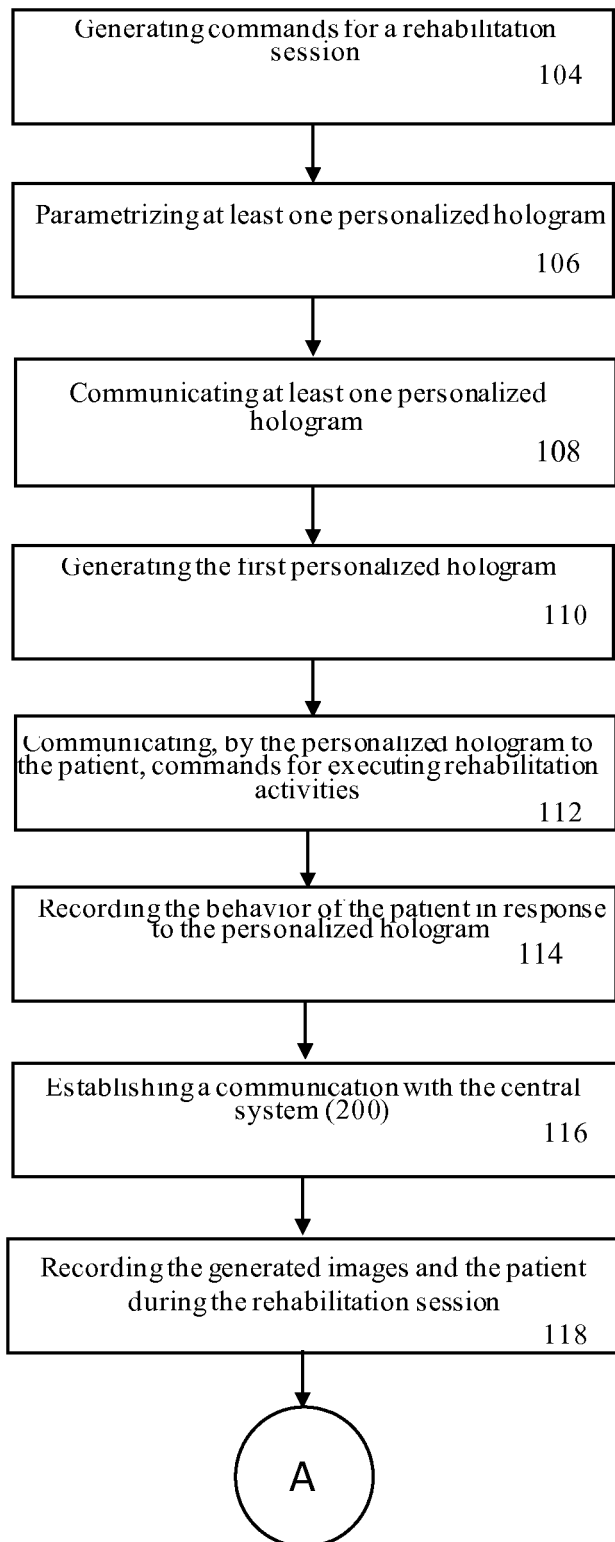 Generating commands for a rehabilitation
session
104
Parametrizing at least one personalized hologram
106
Communicating at least one personalized
hologram
108
Generating the first personalized hologram
110
Communicating, by the personalized hologram to
the patient, commands for executing rehabilitation
activities
112
Recording the behavior of the patient in response
to the personalized hologram
114
Establishing a communication with the central
system (200)
116
Recording the generated images and the patient
during the rehabilitation session
118
A